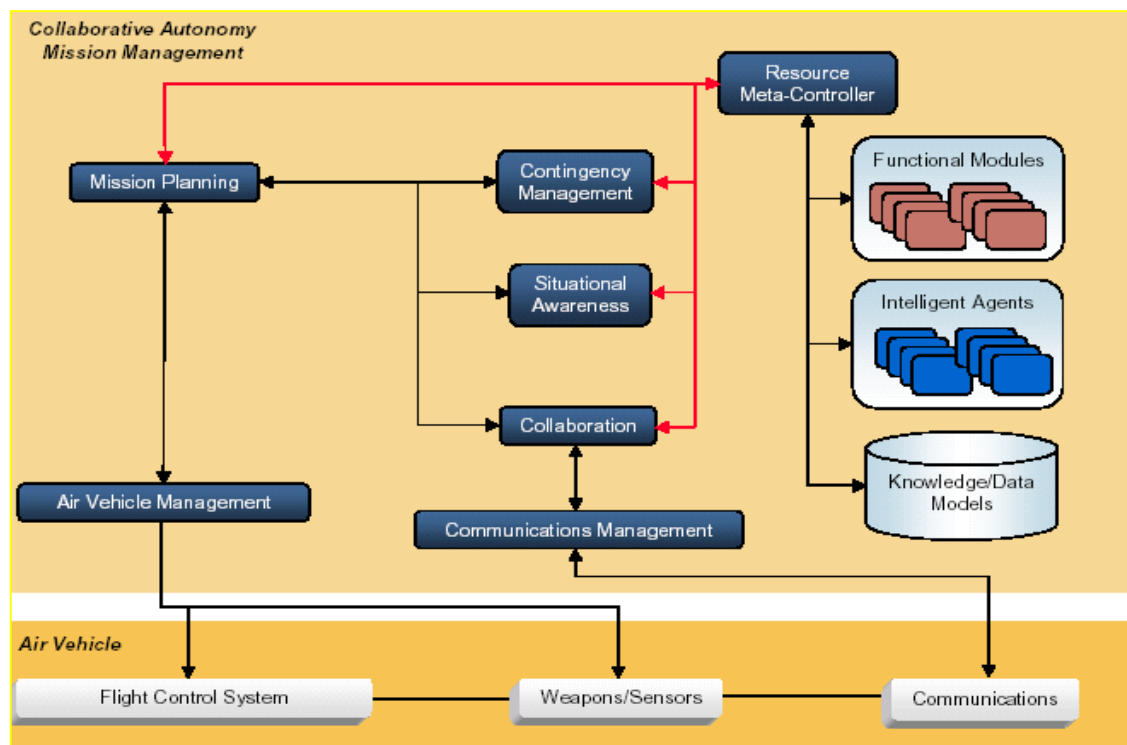 Collaborative Autonomy
Mission Management
Resource
Meta-Controller
Mission Planning
Contingency
Management
Functional Modules
Situational
Awareness
Intelligent Agents
Collaboration
Air Vehicle Management
Communications Management
Knowledge/Data
Models
Air Vehicle
Flight Control System
Weapons/Sensors
Communications